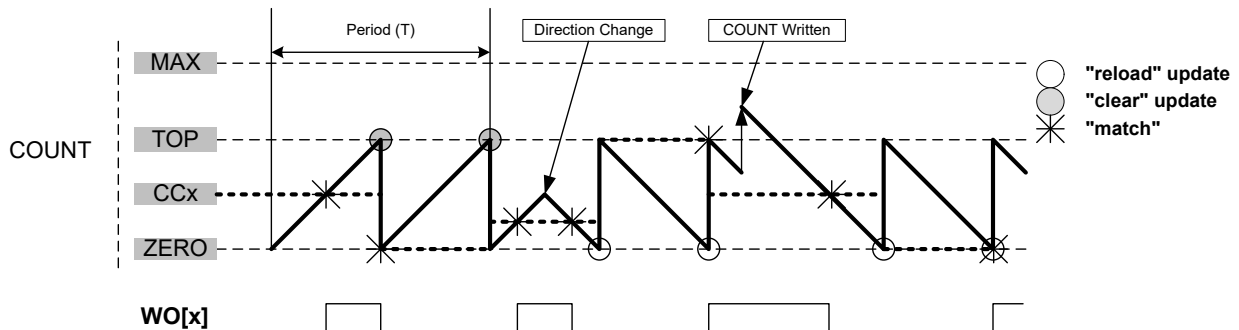 Period (T)
Direction Change
COUNT Written
MAX
"reload" update
"clear" update
TOP
"match"
COUNT
CCx
ZERO
WO[x]